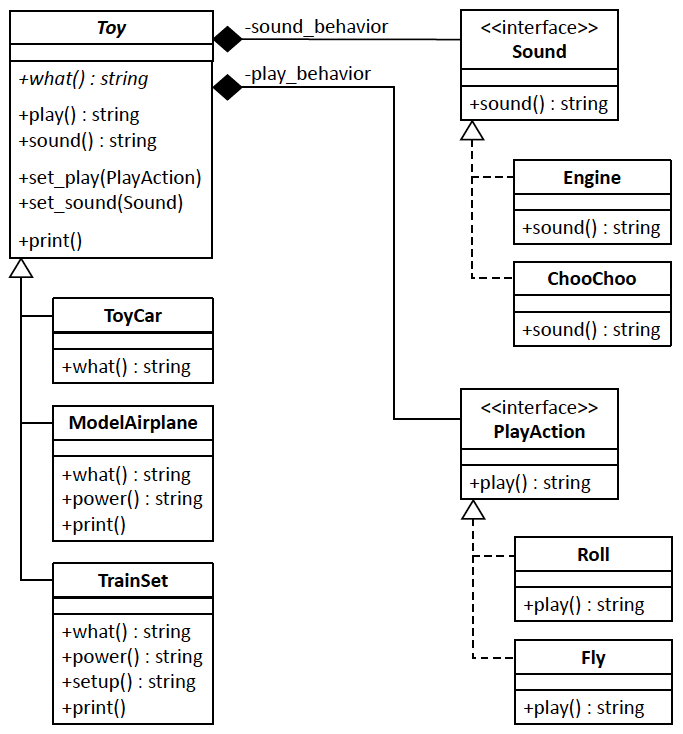 Toy
+what() : string
+play() : string
+sound() : string
+set_play(PlayAction)
+set_sound(Sound)
+print()
-sound_behavior
-play_behavior
<<interface>>
Sound
+sound() : string
Engine
+sound() : string
ChooChoo
+sound() : string
ToyCar
+what() : string
ModelAirplane
+what() : string
+power() : string
+print()
TrainSet
+what() : string
+power() : string
+setup() : string
+print()
<<interface>>
PlayAction
+play() : string
Roll
+play() : string
Fly
+play() : string